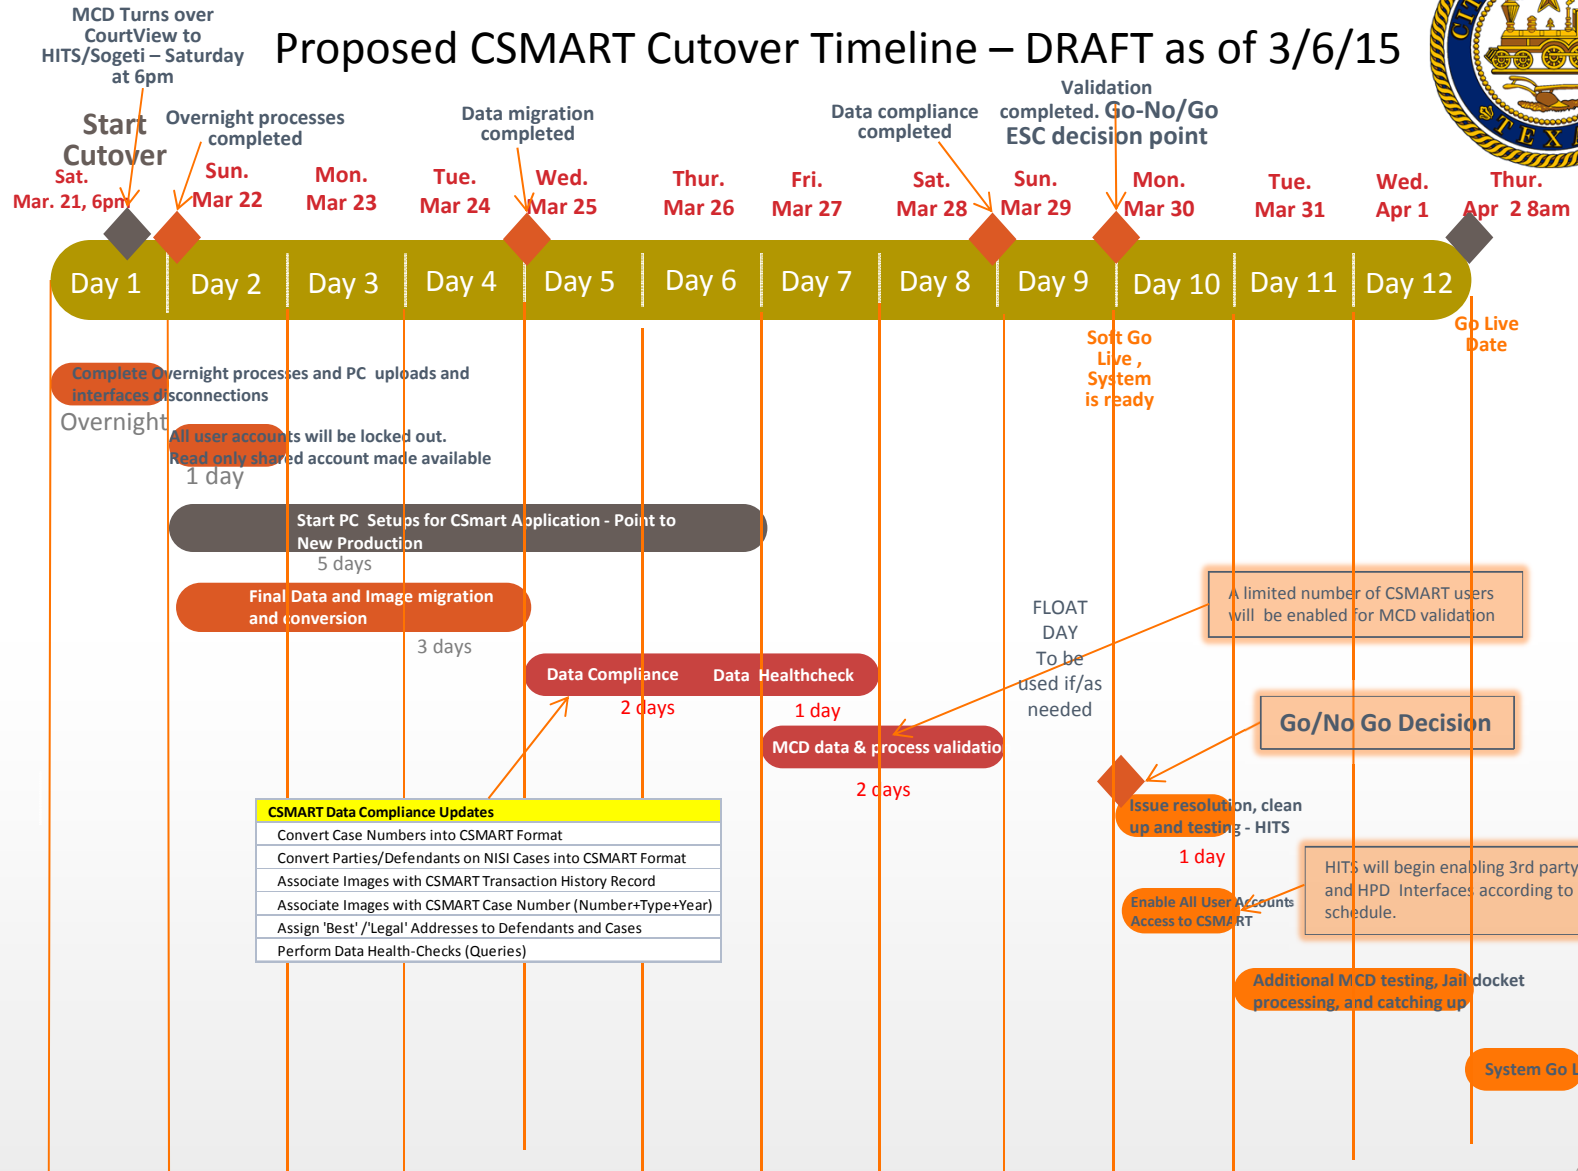 MCD Turns over
CourtView to
HITS/Sogeti – Saturday
at 6pm
Proposed CSMART Cutover Timeline – DRAFT as of 3/6/15
TEX
Start
Cutover
Overnight processes
completed
Data migration
completed
Data compliance
completed
Validation
completed. Go-No/Go
ESC decision point
Sat.
Mar. 21, 6pm
Sun.
Mar 22
Mon.
Mar 23
Tue.
Mar 24
Wed.
Mar 25
Thur.
Mar 26
Fri.
Mar 27
Sat.
Mar 28
Sun.
Mar 29
Mon.
Mar 30
Tue.
Mar 31
Wed.
Apr 1
Thur.
Apr 2 8am
Day 1
Day 2
Day 3
Day 4
Day 5
Day 6
Day 7
Day 8
Day 9
Day 10
Day 11
Day 12
Soft Go
Live ,
System
is ready
Go Live
Date
Complete Overnight processes and PC uploads and
interfaces disconnections
Overnight
All user accounts will be locked out.
Read only shared account made available
1 day
Start PC Setups for CSmart Application - Point to
New Production
5 days
Final Data and Image migration
and conversion
3 days
FLOAT
DAY
To be
used if/as
needed
A limited number of CSMART users
will be enabled for MCD validation
Data Compliance
Data Healthcheck
2 days
1 day
Go/No Go Decision
MCD data & process validatio
2 days
CSMART Data Compliance Updates
Convert Case Numbers into CSMART Format
Convert Parties/Defendants on NISI Cases into CSMART Format
Associate Images with CSMART Transaction History Record
Associate Images with CSMART Case Number (Number+Type+Year)
Assign 'Best' /'Legal' Addresses to Defendants and Cases
Perform Data Health-Checks (Queries)
Issue resolution, clean
up and testing - HITS
1 day
HITS will begin enabling 3rd party
and HPD Interfaces according to
schedule.
Enable All User Accounts
Access to CSMART
Additional MCD testing, Jail docket
processing, and catching up
System Go L